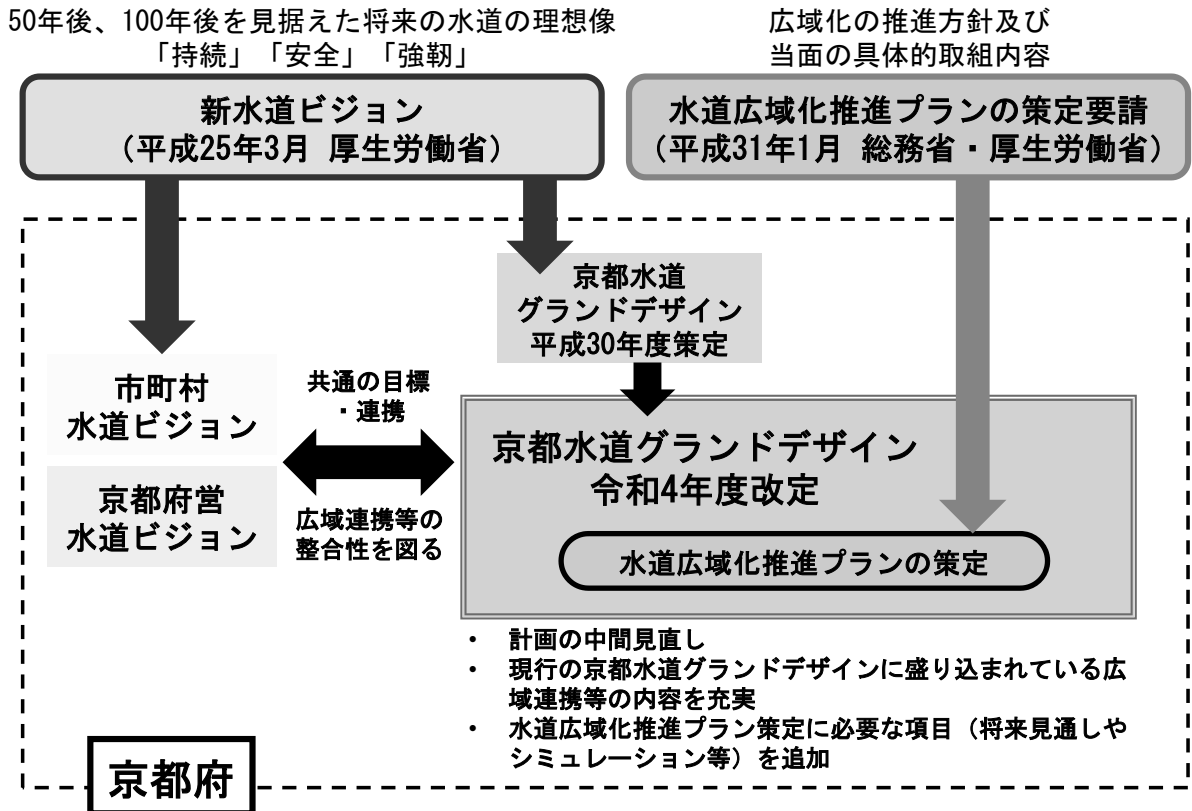 50年後、100年後を見据えた将来の水道の理想像
「持続」「安全」「強靭」
広域化の推進方針及び
当面の具体的取組内容
新水道ビジョン
（平成25年3月 厚生労働省）
水道広域化推進プランの策定要請
（平成31年1月 総務省・厚生労働省）
京都水道
グランドデザイン
平成30年度策定
市町村
水道ビジョン
共通の目標
・連携
京都府営
水道ビジョン
広域連携等の
整合性を図る
京都水道グランドデザイン
令和4年度改定
水道広域化推進プランの策定
・ 計画の中間見直し
・ 現行の京都水道グランドデザインに盛り込まれている広
域連携等の内容を充実
・ 水道広域化推進プラン策定に必要な項目（将来見通しや
シミュレーション等）を追加
京都府